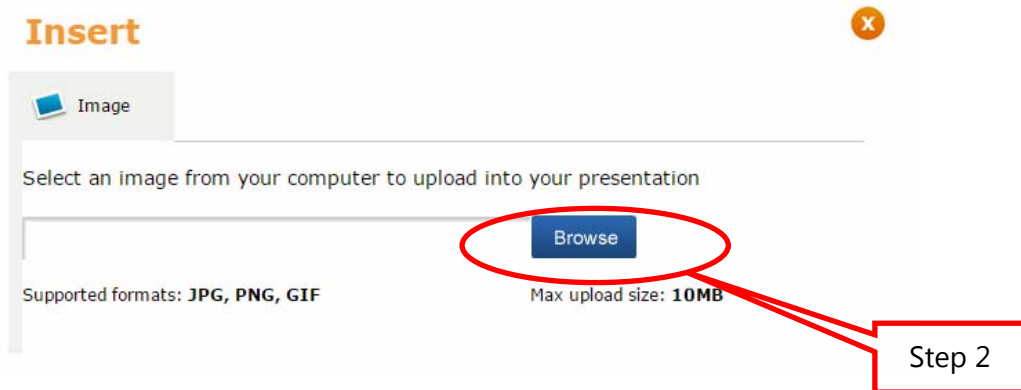 Insert
X
Image
Select an image from your computer to upload into your presentation
Browse
Supported formats: JPG, PNG, GIF Max upload size: 10MB
Step 2